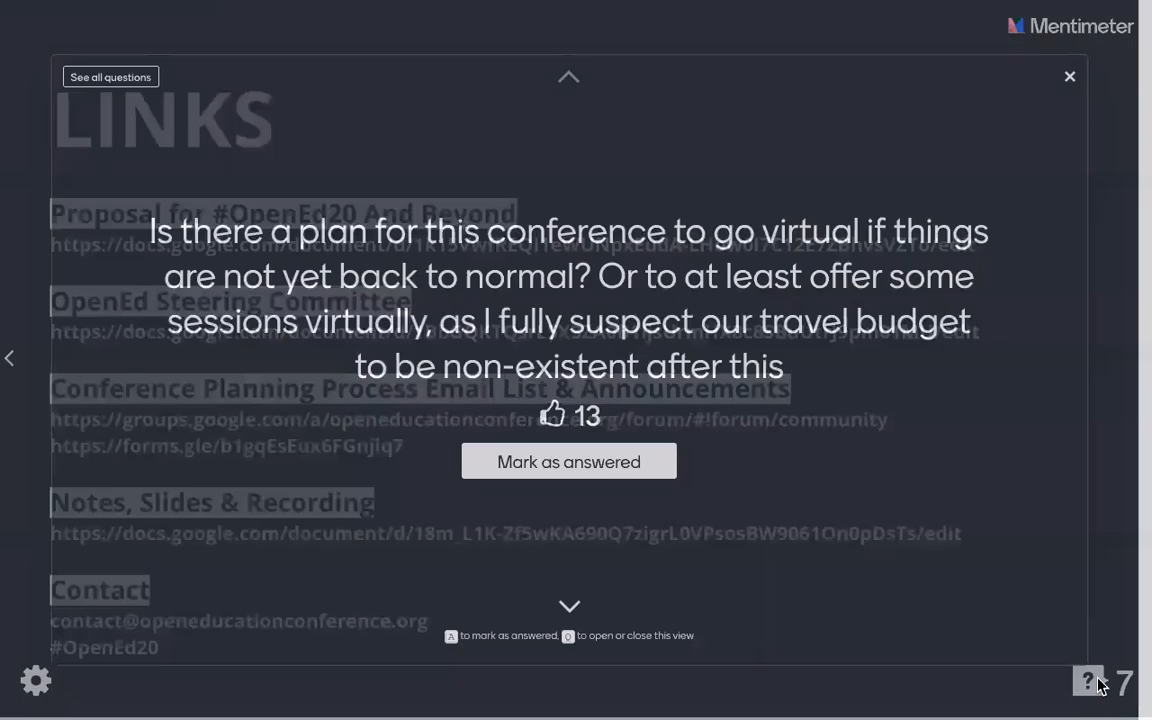 Mentimeter
See all questions
LINKS
Proposal for #OpenEd20 And Beyond
Is there a plan for this conference to go virtual if things
are not yet back to normal? Or to at least offer some
OpenEd Steering Committee
sessions virtually, as I fully suspect our travel budget
to be non-existent after this
Conference Planning Process Email List & Announcements
13
https://groups.google.com/a/openeducationconference.org/forum/#!forum/community
https://forms.gle/b1gqEsEux6FGnjlq7
Mark as answered
Notes, Slides & Recording
https://docs.google.com/document/d/18m_L1K-Zf5wKA690Q7zigrL0VPsosBW9061On0pDsTs/edit
Contact
contact@openeducationconference.org
A to mark as answered, Q to open or close this view
#OpenEd20
? 7